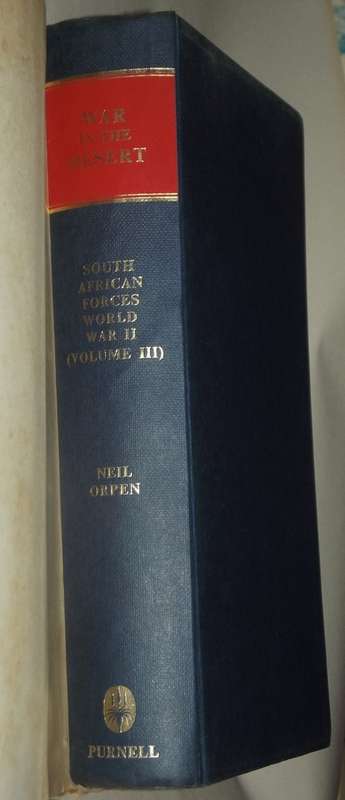 WAR
IN THE
DESERT
SOUTH
AFRICAN
FORCES
WORLD
WAR II
(VOLUME III)
NEIL
ORPEN
PURNELL